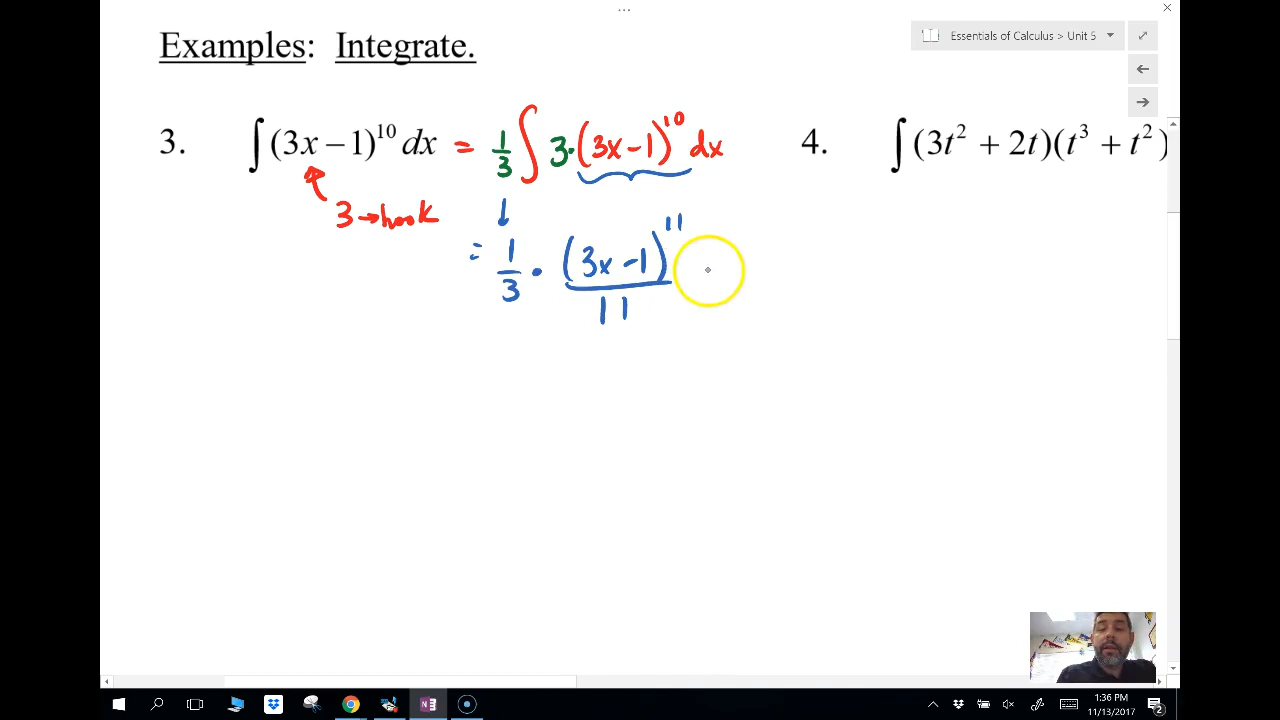 ...
Examples: Integrate.
Essentials of Calculus > Unit 5
3. ∫(3x − 1)¹⁰ dx = 1/3 ∫ 3·(3x − 1)¹⁰ dx
4. ∫(3t² + 2t)(t³ + t²)
3 → hook
= 1/3 · (3x − 1)¹¹/11
1:36 PM
11/13/2017
2